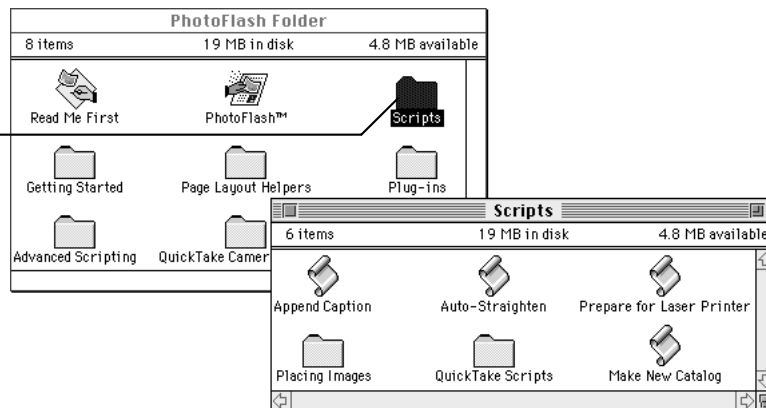 PhotoFlash Folder
8 items 19 MB in disk 4.8 MB available
Read Me First PhotoFlash™ Scripts
Getting Started Page Layout Helpers Plug-ins
Advanced Scripting QuickTake Camer
Scripts
6 items 19 MB in disk 4.8 MB available
Append Caption Auto-Straighten Prepare for Laser Printer
Placing Images QuickTake Scripts Make New Catalog